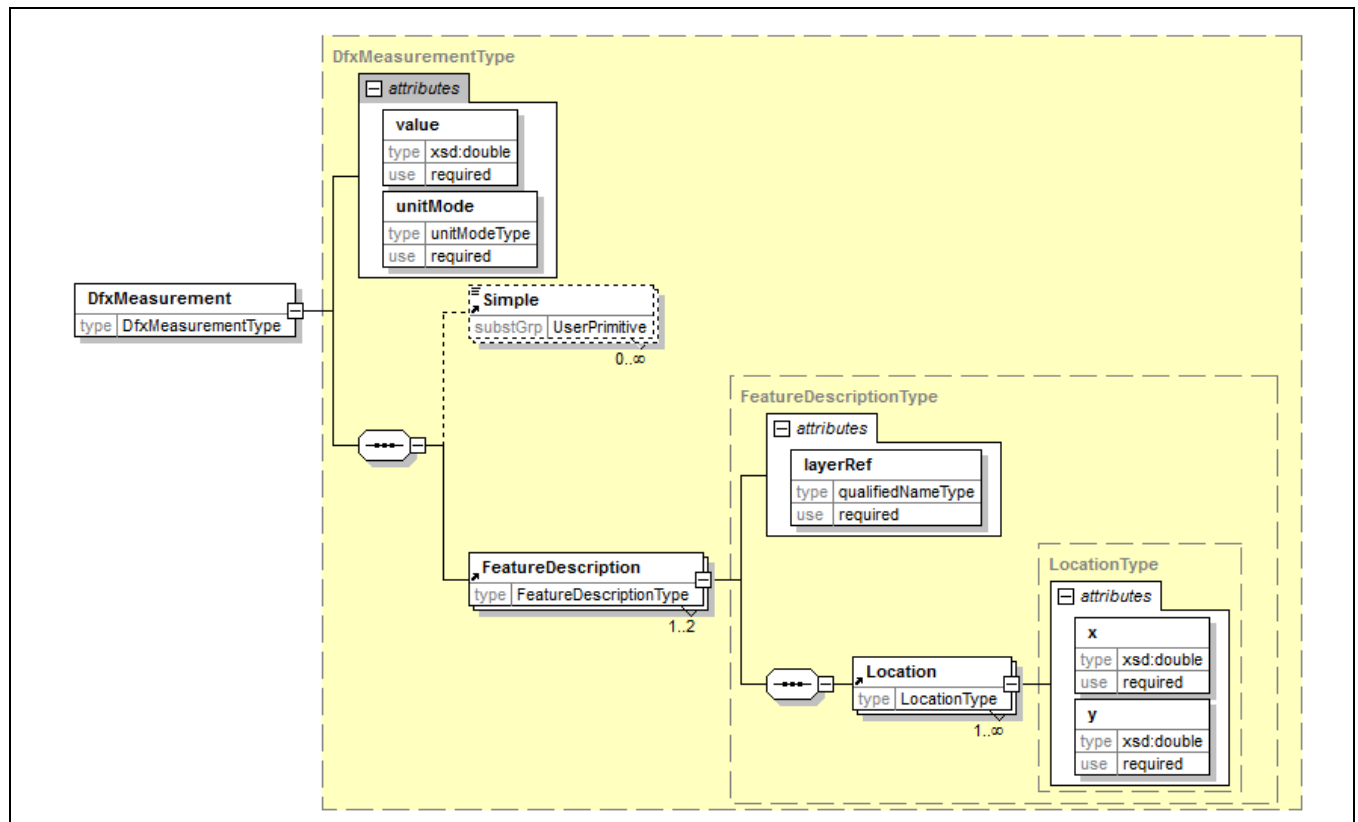 DfxMeasurementType
attributes
value
type xsd:double
use required
unitMode
type unitModeType
use required
DfxMeasurement
type DfxMeasurementType
Simple
substGrp UserPrimitive
0..∞
FeatureDescriptionType
attributes
layerRef
type qualifiedNameType
use required
FeatureDescription
type FeatureDescriptionType
1..2
LocationType
attributes
x
type xsd:double
use required
y
type xsd:double
use required
Location
type LocationType
1..∞